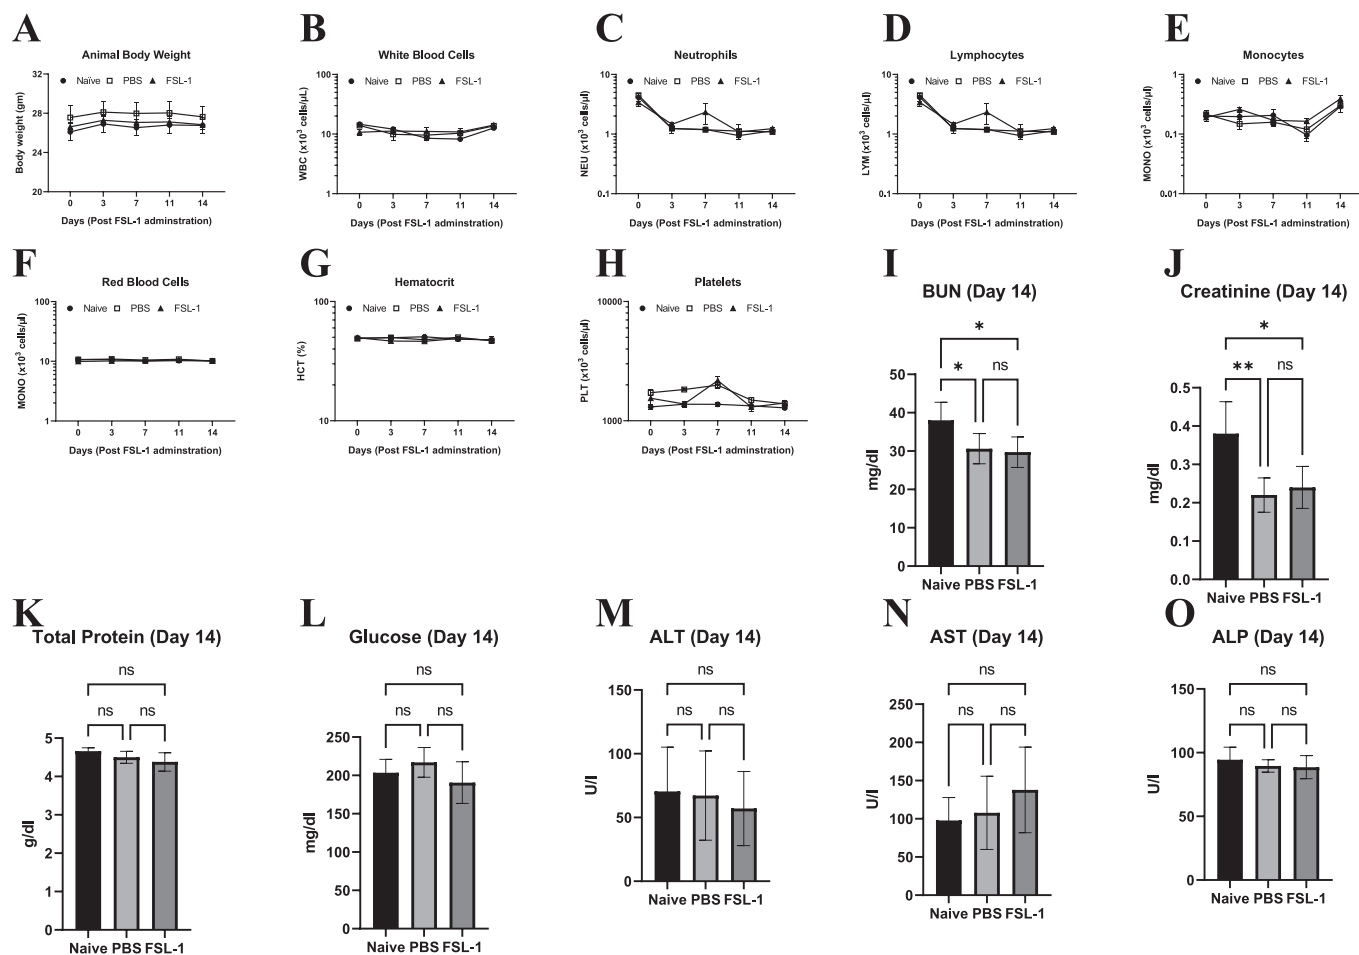 A
Animal Body Weight
Naïve PBS FSL-1
Body weight (gm)
32
28
24
20
0 3 7 11 14
Days (Post FSL-1 adminstration)
B
White Blood Cells
Naive PBS FSL-1
WBC (x10³ cells/μL)
100
10
1
0 3 7 11 14
Days (Post FSL-1 adminstration)
C
Neutrophils
Naive PBS FSL-1
NEU (x10³ cells/μl)
10
1
0.1
0 3 7 11 14
Days (Post FSL-1 adminstration)
D
Lymphocytes
Naive PBS FSL-1
LYM (x10³ cells/μl)
10
1
0.1
0 3 7 11 14
Days (Post FSL-1 adminstration)
E
Monocytes
Naive PBS FSL-1
MONO (x10³ cells/μl)
1
0.1
0.01
0 3 7 11 14
Days (Post FSL-1 adminstration)
F
Red Blood Cells
Naive PBS FSL-1
MONO (x10³ cells/μl)
100
10
1
0 3 7 11 14
Days (Post FSL-1 adminstration)
G
Hematocrit
Naive PBS FSL-1
HCT (%)
100
10
0 3 7 11 14
Days (Post FSL-1 adminstration)
H
Platelets
Naive PBS FSL-1
PLT (x10³ cells/μl)
10000
1000
0 3 7 11 14
Days (Post FSL-1 adminstration)
I
BUN (Day 14)
*
* ns
mg/dl
50
40
30
20
10
0
Naive PBS FSL-1
J
Creatinine (Day 14)
*
** ns
mg/dl
0.5
0.4
0.3
0.2
0.1
0.0
Naive PBS FSL-1
K
Total Protein (Day 14)
ns
ns ns
g/dl
5
4
3
2
1
0
Naive PBS FSL-1
L
Glucose (Day 14)
ns
ns ns
mg/dl
250
200
150
100
50
0
Naive PBS FSL-1
M
ALT (Day 14)
ns
ns ns
U/l
150
100
50
0
Naive PBS FSL-1
N
AST (Day 14)
ns
ns ns
U/l
250
200
150
100
50
0
Naive PBS FSL-1
O
ALP (Day 14)
ns
ns ns
U/l
150
100
50
0
Naive PBS FSL-1